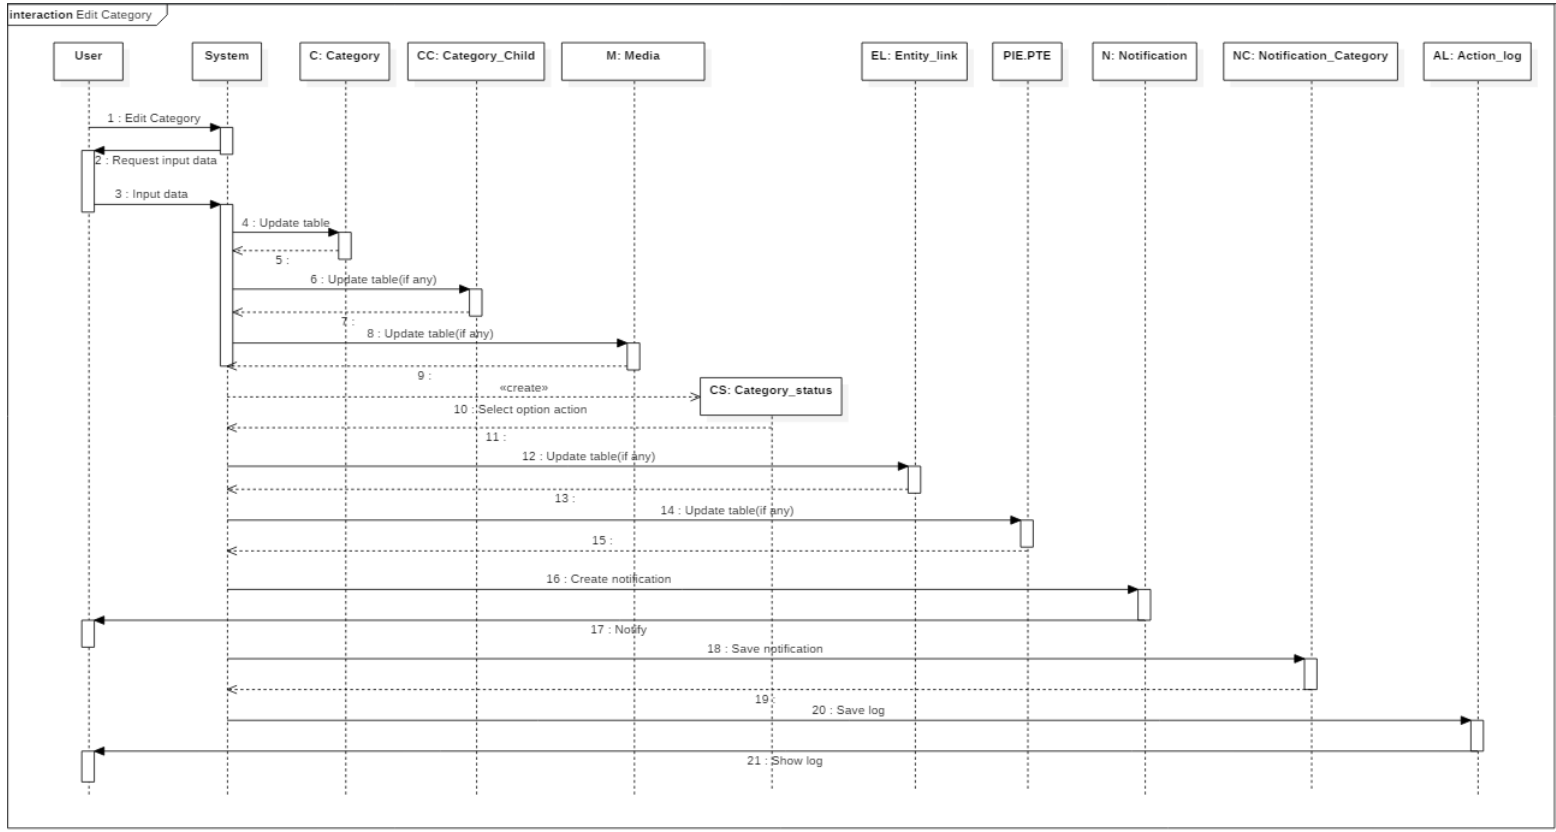 interaction Edit Category
User
System
C: Category
CC: Category_Child
M: Media
EL: Entity_link
PIE.PTE
N: Notification
NC: Notification_Category
AL: Action_log
1 : Edit Category
2 : Request input data
3 : Input data
4 : Update table
5 :
6 : Update table(if any)
7 :
8 : Update table(if any)
9 :
«create»
CS: Category_status
10 : Select option action
11 :
12 : Update table(if any)
13 :
14 : Update table(if any)
15 :
16 : Create notification
17 : Notify
18 : Save notification
19 :
20 : Save log
21 : Show log